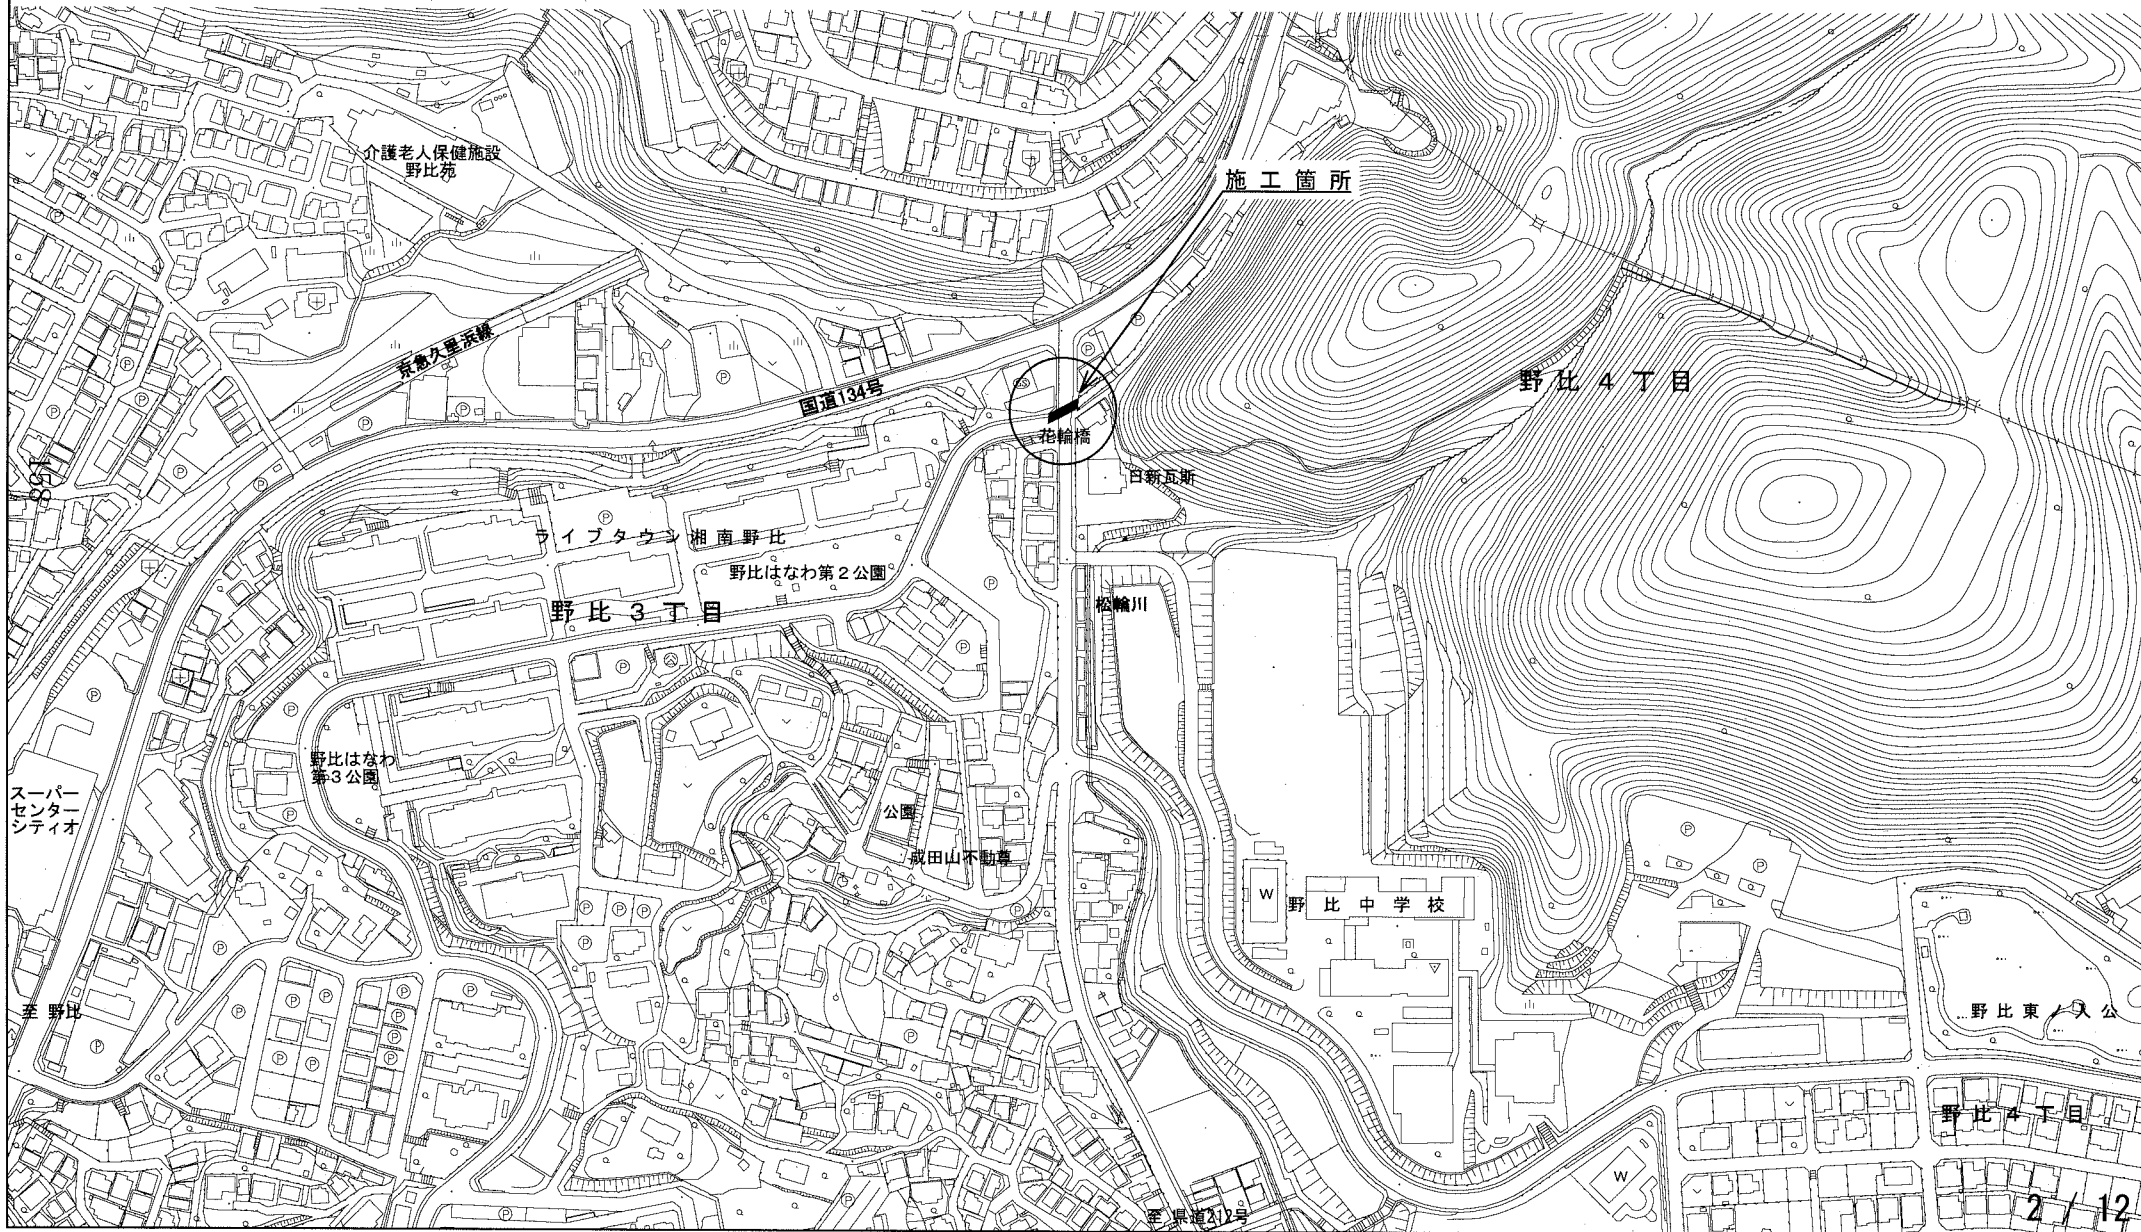 介護老人保健施設
野比苑
施工箇所
京急久里浜線
国道134号
GS
花輪橋
野比4丁目
日新瓦斯
158
ライブタウン湘南野比
野比はなわ第2公園
野比3丁目
松輪川
野比はなわ
第3公園
スーパー
センター
シティオ
公園
成田山不動尊
W
野比中学校
至 野比
野比東ノ入公
野比4丁目
W
至 県道212号
2 / 12